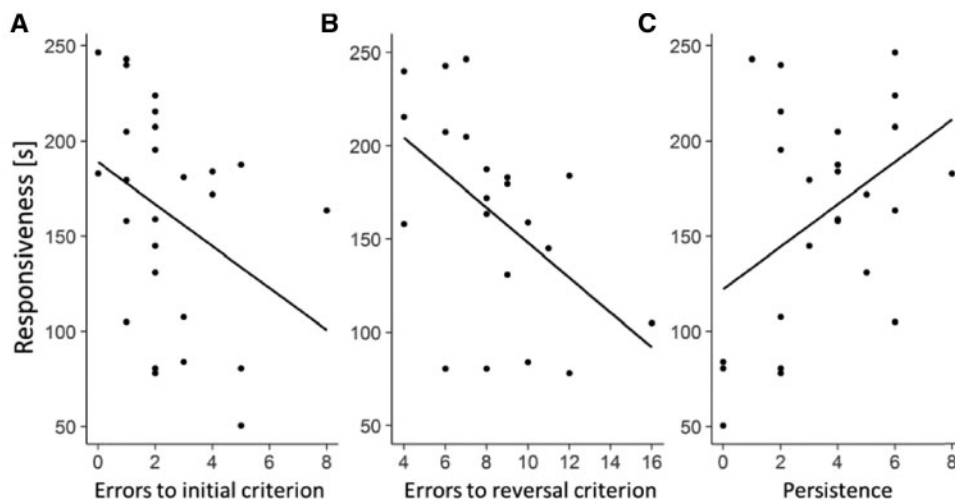 A
B
C
Responsiveness [s]
250
200
150
100
50
0 2 4 6 8
Errors to initial criterion
250
200
150
100
50
4 6 8 10 12 14 16
Errors to reversal criterion
250
200
150
100
50
0 2 4 6 8
Persistence